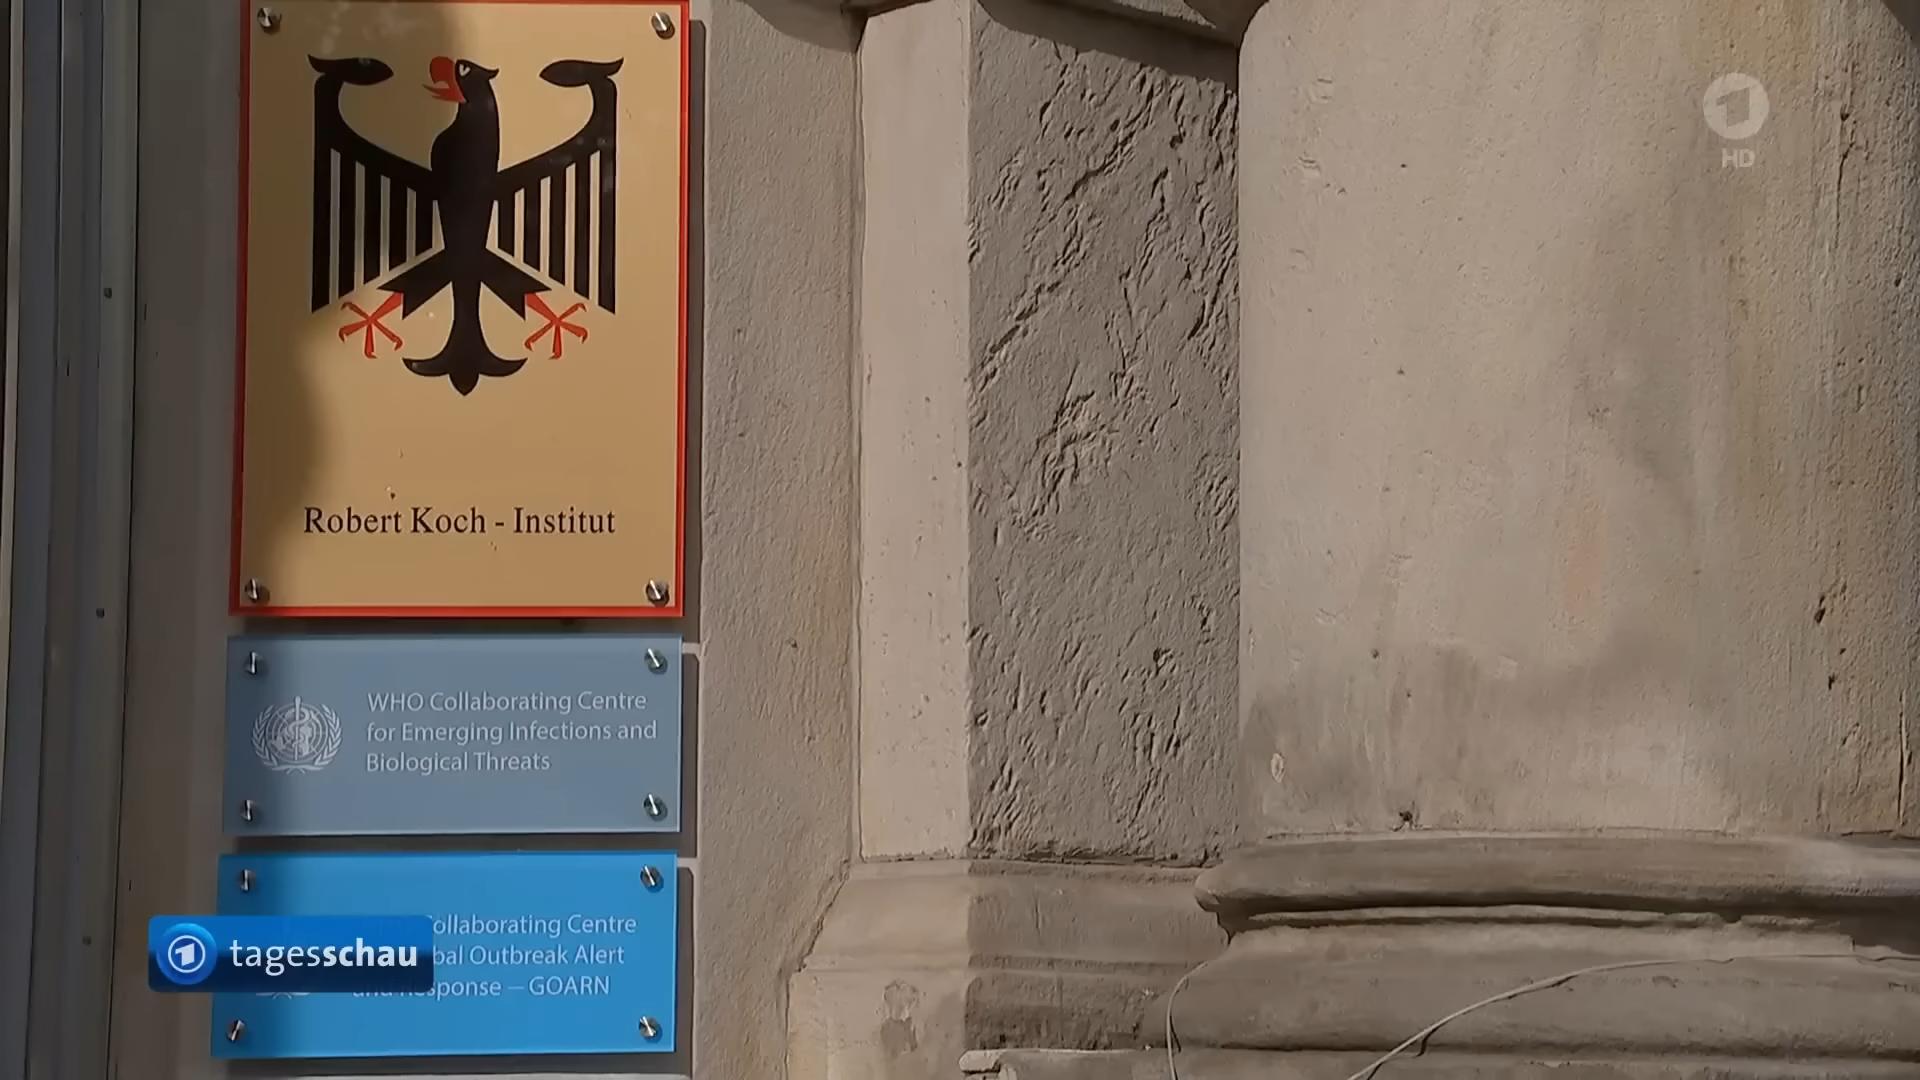 HD
Robert Koch - Institut
WHO Collaborating Centre
for Emerging Infections and
Biological Threats
Collaborating Centre
Outbreak Alert
and Response – GOARN
tagesschau